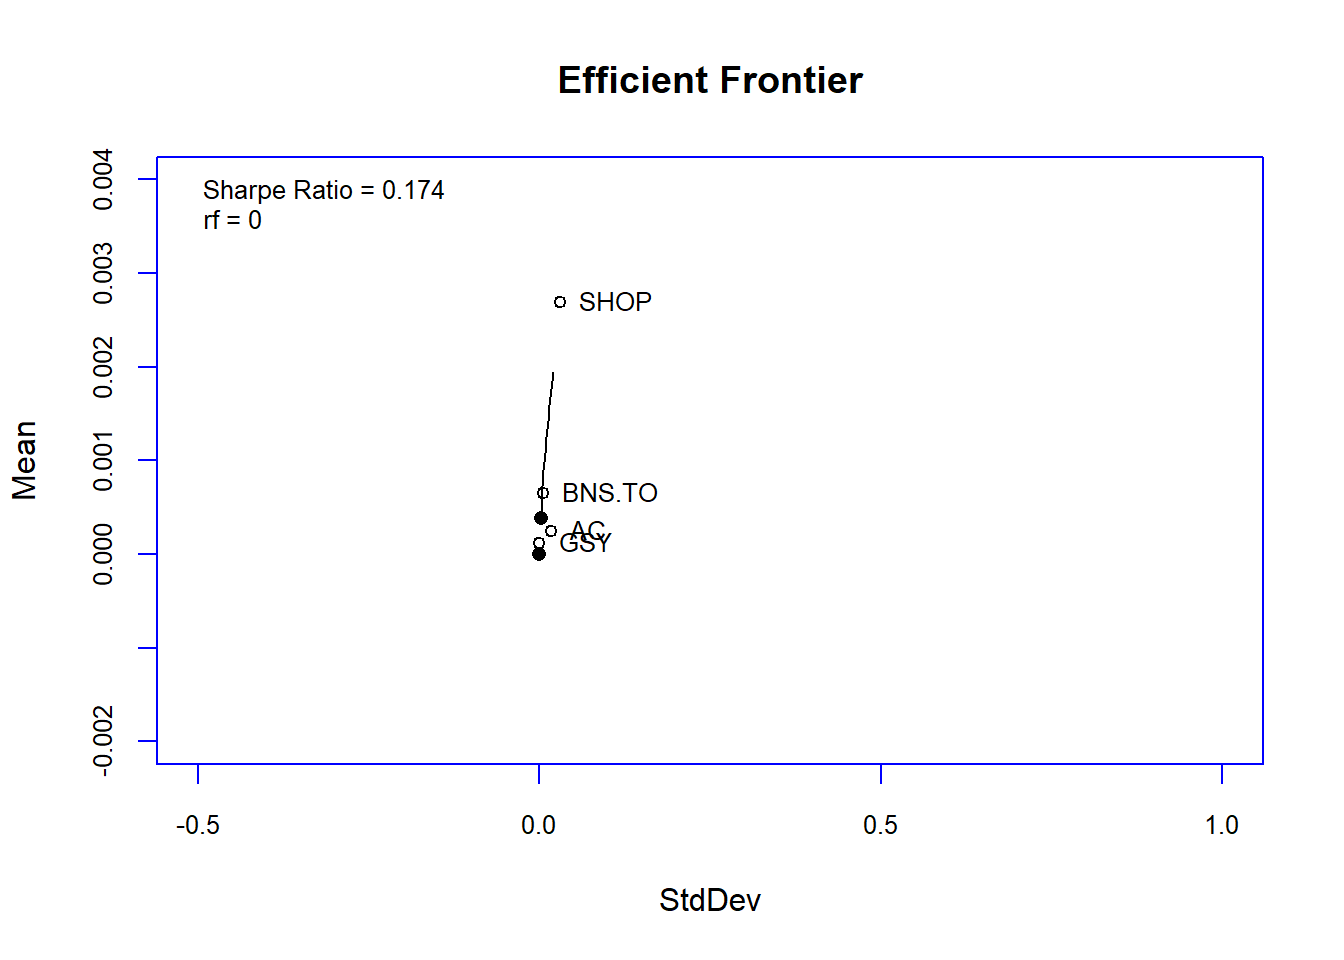 Efficient Frontier
Sharpe Ratio = 0.174
rf = 0
SHOP
BNS.TO
AC
GSY
Mean
0.004
0.003
0.002
0.001
0.000
-0.002
-0.5
0.0
0.5
1.0
StdDev